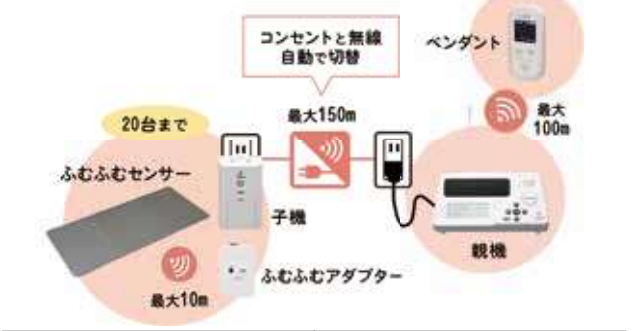 コンセントと無線
自動で切替
ペンダント
最大150m
最大
100m
20台まで
ふむふむセンサー
子機
親機
ふむふむアダプター
最大10m